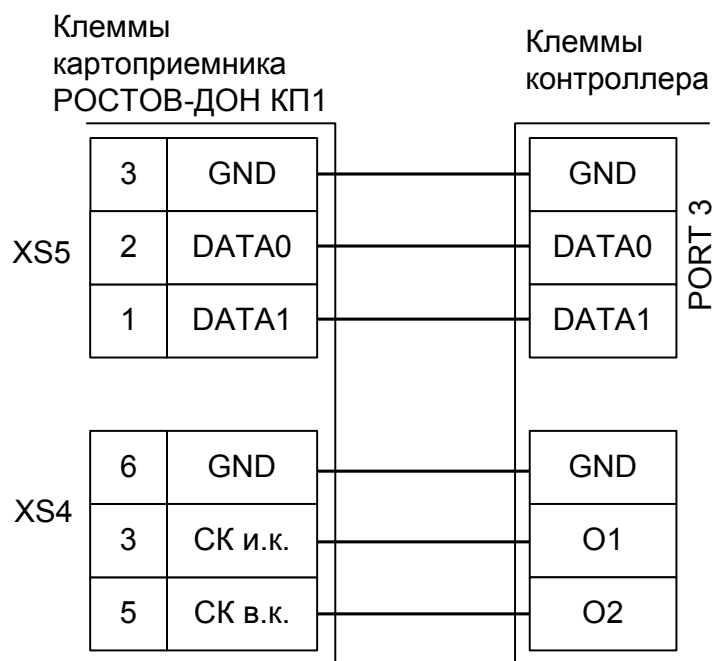 Клеммы
картоприемника
РОСТОВ-ДОН КП1
Клеммы
контроллера
XS5
3 GND
2 DATA0
1 DATA1
GND
DATA0
DATA1
PORT 3
XS4
6 GND
3 СК и.к.
5 СК в.к.
GND
O1
O2